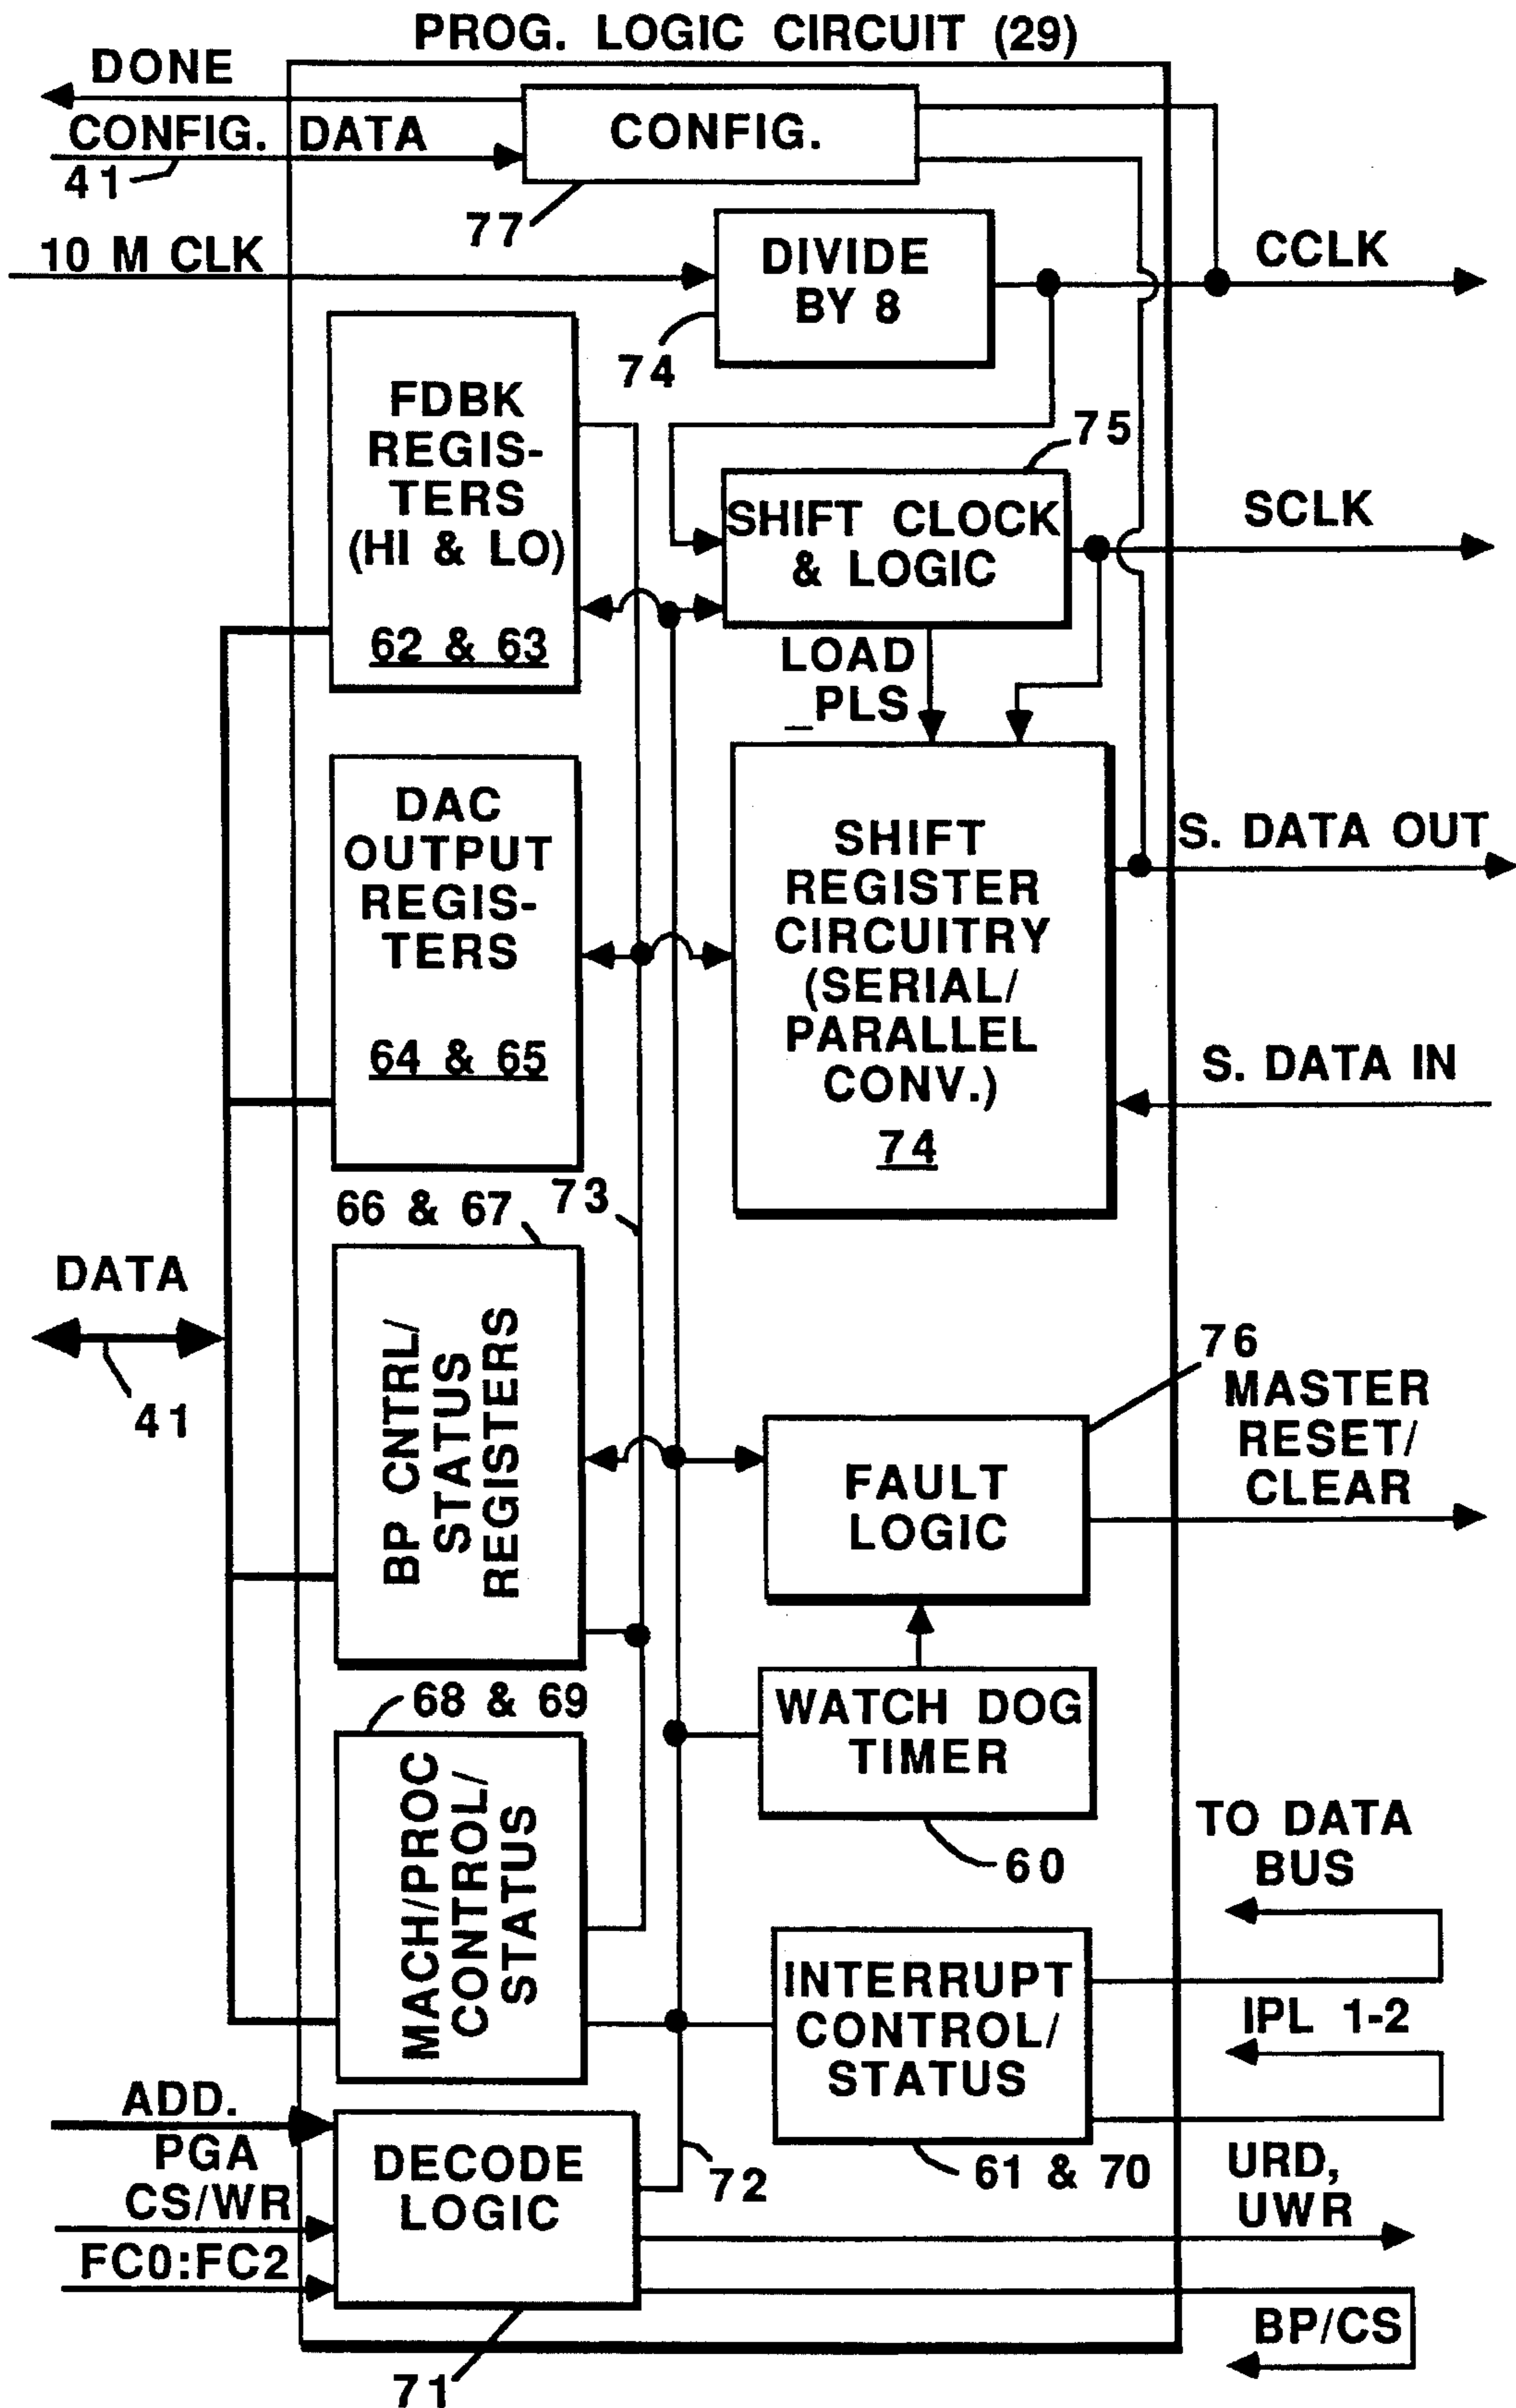 PROG. LOGIC CIRCUIT (29)
DONE
CONFIG. DATA
41
CONFIG.
77
10 M CLK
DIVIDE
BY 8
74
CCLK
FDBK
REGIS-
TERS
(HI & LO)
62 & 63
75
SHIFT CLOCK
& LOGIC
SCLK
LOAD
_PLS
DAC
OUTPUT
REGIS-
TERS
64 & 65
SHIFT
REGISTER
CIRCUITRY
(SERIAL/
PARALLEL
CONV.)
74
S. DATA OUT
S. DATA IN
66 & 67
73
DATA
41
BP CNTRL/
STATUS
REGISTERS
76
MASTER
RESET/
CLEAR
FAULT
LOGIC
68 & 69
MACH/PROC
CONTROL/
STATUS
WATCH DOG
TIMER
60
TO DATA
BUS
INTERRUPT
CONTROL/
STATUS
IPL 1-2
61 & 70
ADD.
PGA
CS/WR
FC0:FC2
DECODE
LOGIC
72
71
URD,
UWR
BP/CS